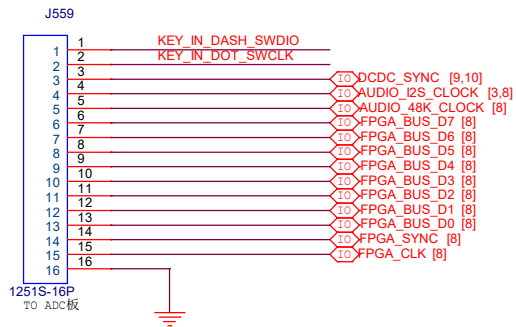 J559
1 1 KEY_IN_DASH_SWDIO
2 2 KEY_IN_DOT_SWCLK
3 3 IO DCDC_SYNC [9,10]
4 4 IO AUDIO_I2S_CLOCK [3,8]
5 5 IO AUDIO_48K_CLOCK [8]
6 6 IO FPGA_BUS_D7 [8]
7 7 IO FPGA_BUS_D6 [8]
8 8 IO FPGA_BUS_D5 [8]
9 9 IO FPGA_BUS_D4 [8]
10 10 IO FPGA_BUS_D3 [8]
11 11 IO FPGA_BUS_D2 [8]
12 12 IO FPGA_BUS_D1 [8]
13 13 IO FPGA_BUS_D0 [8]
14 14 IO FPGA_SYNC [8]
15 15 IO FPGA_CLK [8]
16 16
1251S-16P
TO ADC板